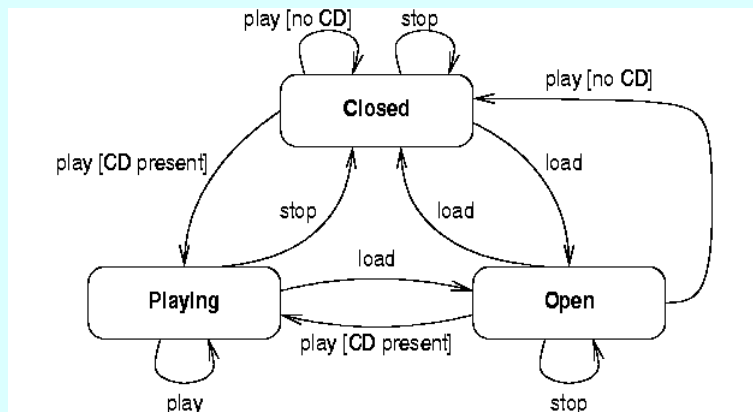 play [no CD]
stop
play [no CD]
Closed
play [CD present]
load
stop
load
load
Playing
Open
play [CD present]
play
stop